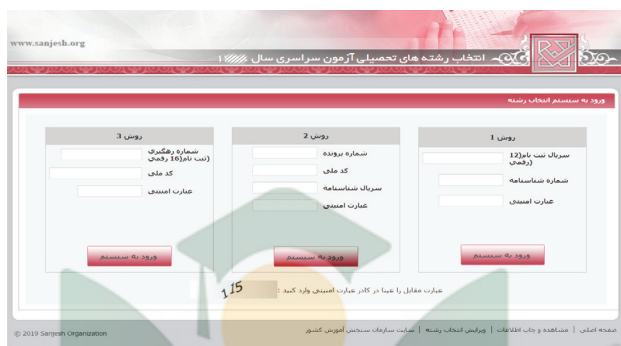 www.sanjesh.org
انتخاب رشته های تحصیلی آزمون سراسری سال
ورود به سیستم انتخاب رشته
روش 1
سریال ثبت نام(12 رقمی)
شماره شناسنامه
عبارت امنیتی
ورود به سیستم
روش 2
شماره پرونده
کد ملی
سریال شناسنامه
عبارت امنیتی
ورود به سیستم
روش 3
شماره رهگیری
(ثبت نام(16 رقمی
کد ملی
عبارت امنیتی
ورود به سیستم
عبارت مقابل را عینا در کادر عبارت امنیتی وارد کنید :
صفحه اصلی | مشاهده و چاپ اطلاعات | ویرایش انتخاب رشته | سایت سازمان سنجش آموزش کشور
© 2019 Sanjesh Organization